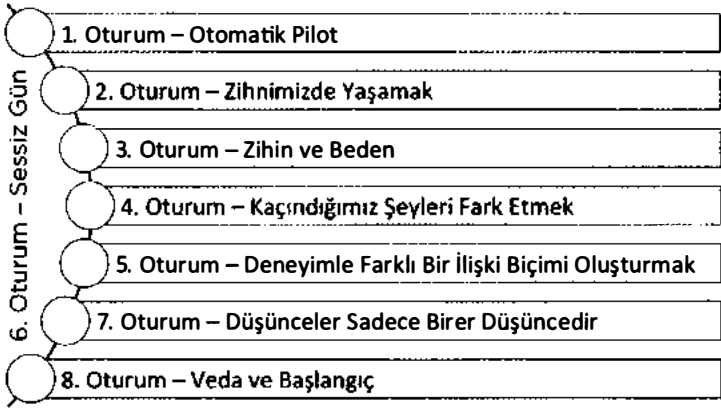 1. Oturum – Otomatik Pilot
2. Oturum – Zihnimizde Yaşamak
3. Oturum – Zihin ve Beden
4. Oturum – Kaçındığımız Şeyleri Fark Etmek
5. Oturum – Deneyimle Farklı Bir İlişki Biçimi Oluşturmak
7. Oturum – Düşünceler Sadece Birer Düşüncedir
8. Oturum – Veda ve Başlangıç
6. Oturum – Sessiz Gün